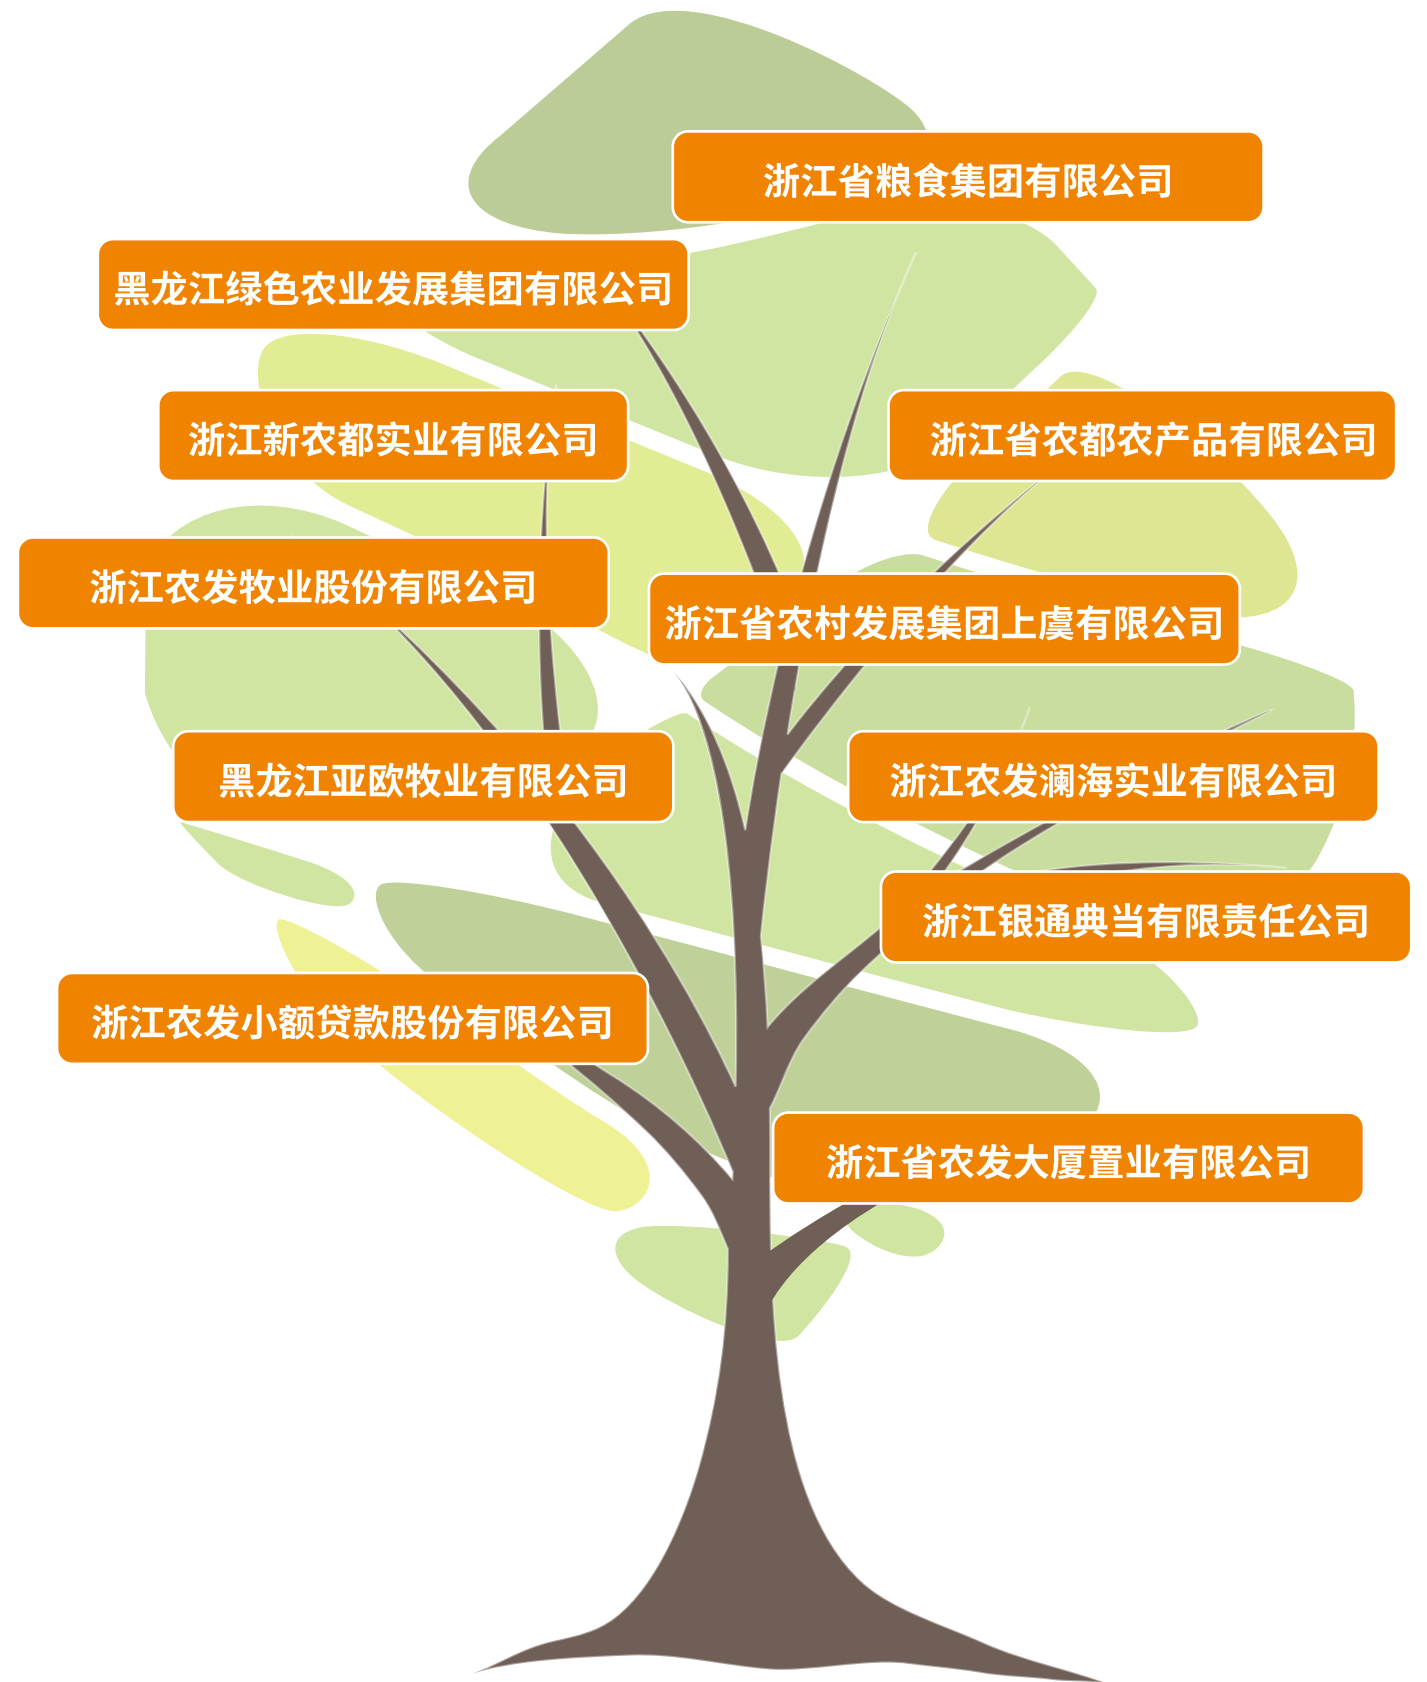 浙江省粮食集团有限公司
黑龙江绿色农业发展集团有限公司
浙江新农都实业有限公司
浙江省农都农产品有限公司
浙江农发牧业股份有限公司
浙江省农村发展集团上虞有限公司
黑龙江亚欧牧业有限公司
浙江农发澜海实业有限公司
浙江银通典当有限责任公司
浙江农发小额贷款股份有限公司
浙江省农发大厦置业有限公司